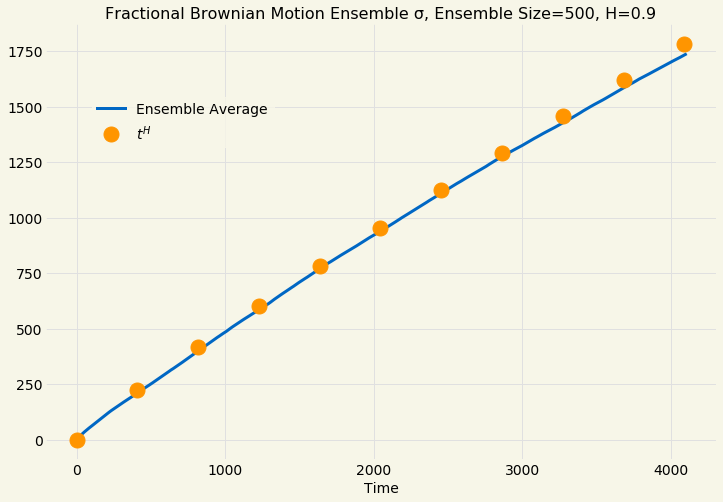 Fractional Brownian Motion Ensemble σ, Ensemble Size=500, H=0.9
1750
1500
1250
1000
750
500
250
0
Ensemble Average
t^H
0 1000 2000 3000 4000
Time